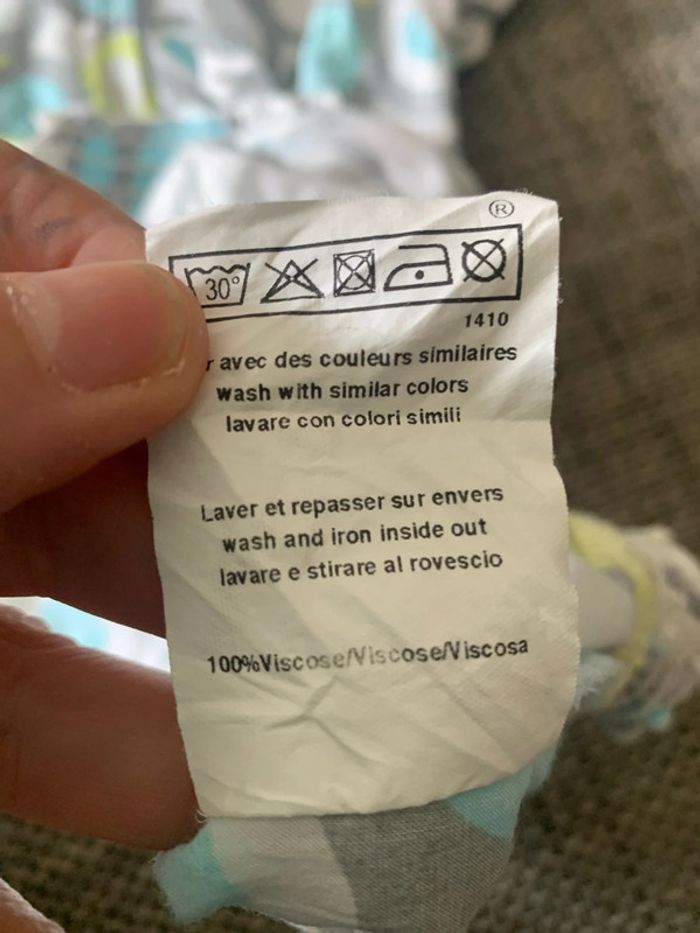 ®
30°
1410
avec des couleurs similaires
wash with similar colors
lavare con colori simili
Laver et repasser sur envers
wash and iron inside out
lavare e stirare al rovescio
100%Viscose/Viscose/Viscosa